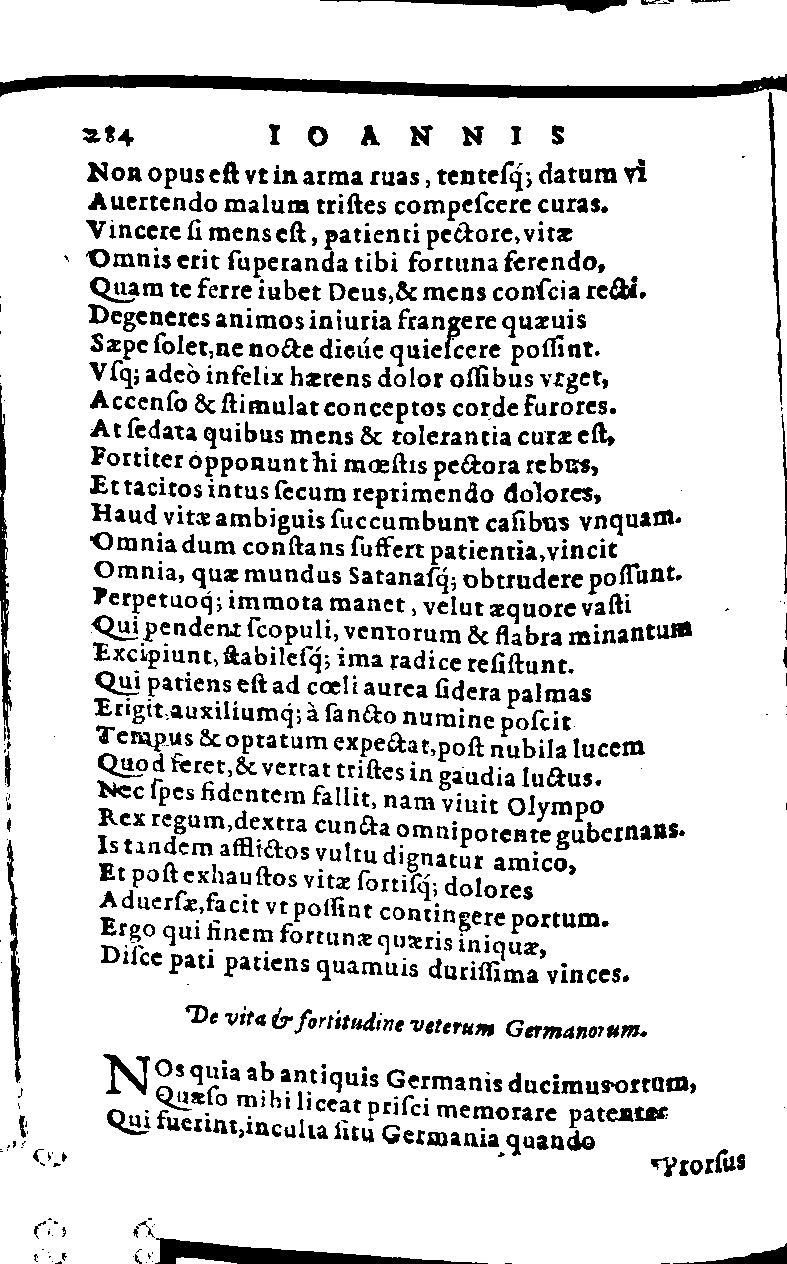 284 IOANNIS
Non opus est vt in arma ruas, tentesq́; datum vi
Auertendo malum tristes compescere curas.
Vincere si mens est, patienti pectore, vitæ
Omnis erit superanda tibi fortuna ferendo,
Quam te ferre iubet Deus, & mens conscia recti.
Degeneres animos iniuria frangere quæuis
Sæpe solet, ne nocte dieúe quiescere possint.
Vsq; adeò infelix hærens dolor ossibus vrget,
Accenso & stimulat conceptos corde furores.
At sedata quibus mens & tolerantia curæ est,
Fortiter opponunt hi mœstis pectora rebus,
Et tacitos intus secum reprimendo dolores,
Haud vitæ ambiguis succumbunt casibus vnquam.
Omnia dum constans suffert patientia, vincit
Omnia, quæ mundus Satanasq́; obtrudere possunt.
Perpetuoq́; immota manet, velut æquore vasti
Qui pendent scopuli, ventorum & flabra minantum
Excipiunt, stabilesq́; ima radice resistunt.
Qui patiens est ad cœli aurea sidera palmas
Erigit, auxiliumq́; à sancto numine poscit
Tempus & optatum expectat, post nubila lucem
Quod feret, & vertat tristes in gaudia luctus.
Nec spes fidentem fallit, nam viuit Olympo
Rex regum, dextra cuncta omnipotente gubernans.
Is tandem afflictos vultu dignatur amico,
Et post exhaustos vitæ sortisq́; dolores
Aduersæ, facit vt possint contingere portum.
Ergo qui finem fortunæ quæris iniquæ,
Disce pati patiens quamuis durissima vinces.
De vita & fortitudine veterum Germanorum.
NOs quia ab antiquis Germanis ducimus ortum,
Quæso mihi liceat prisci memorare parentes
Qui fuerint, inculta situ Germania quando
Prorsus